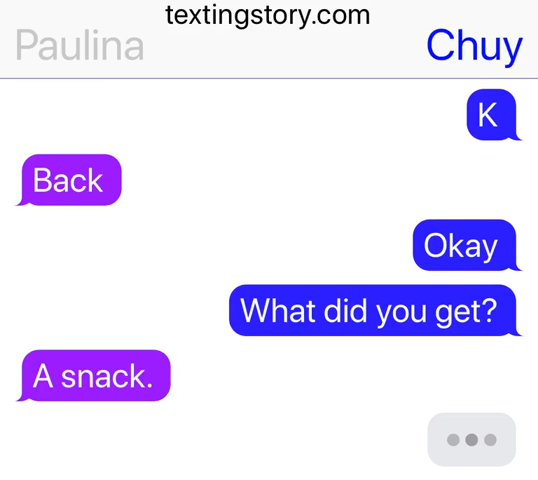 textingstory.com
Paulina
Chuy
K
Back
Okay
What did you get?
A snack.